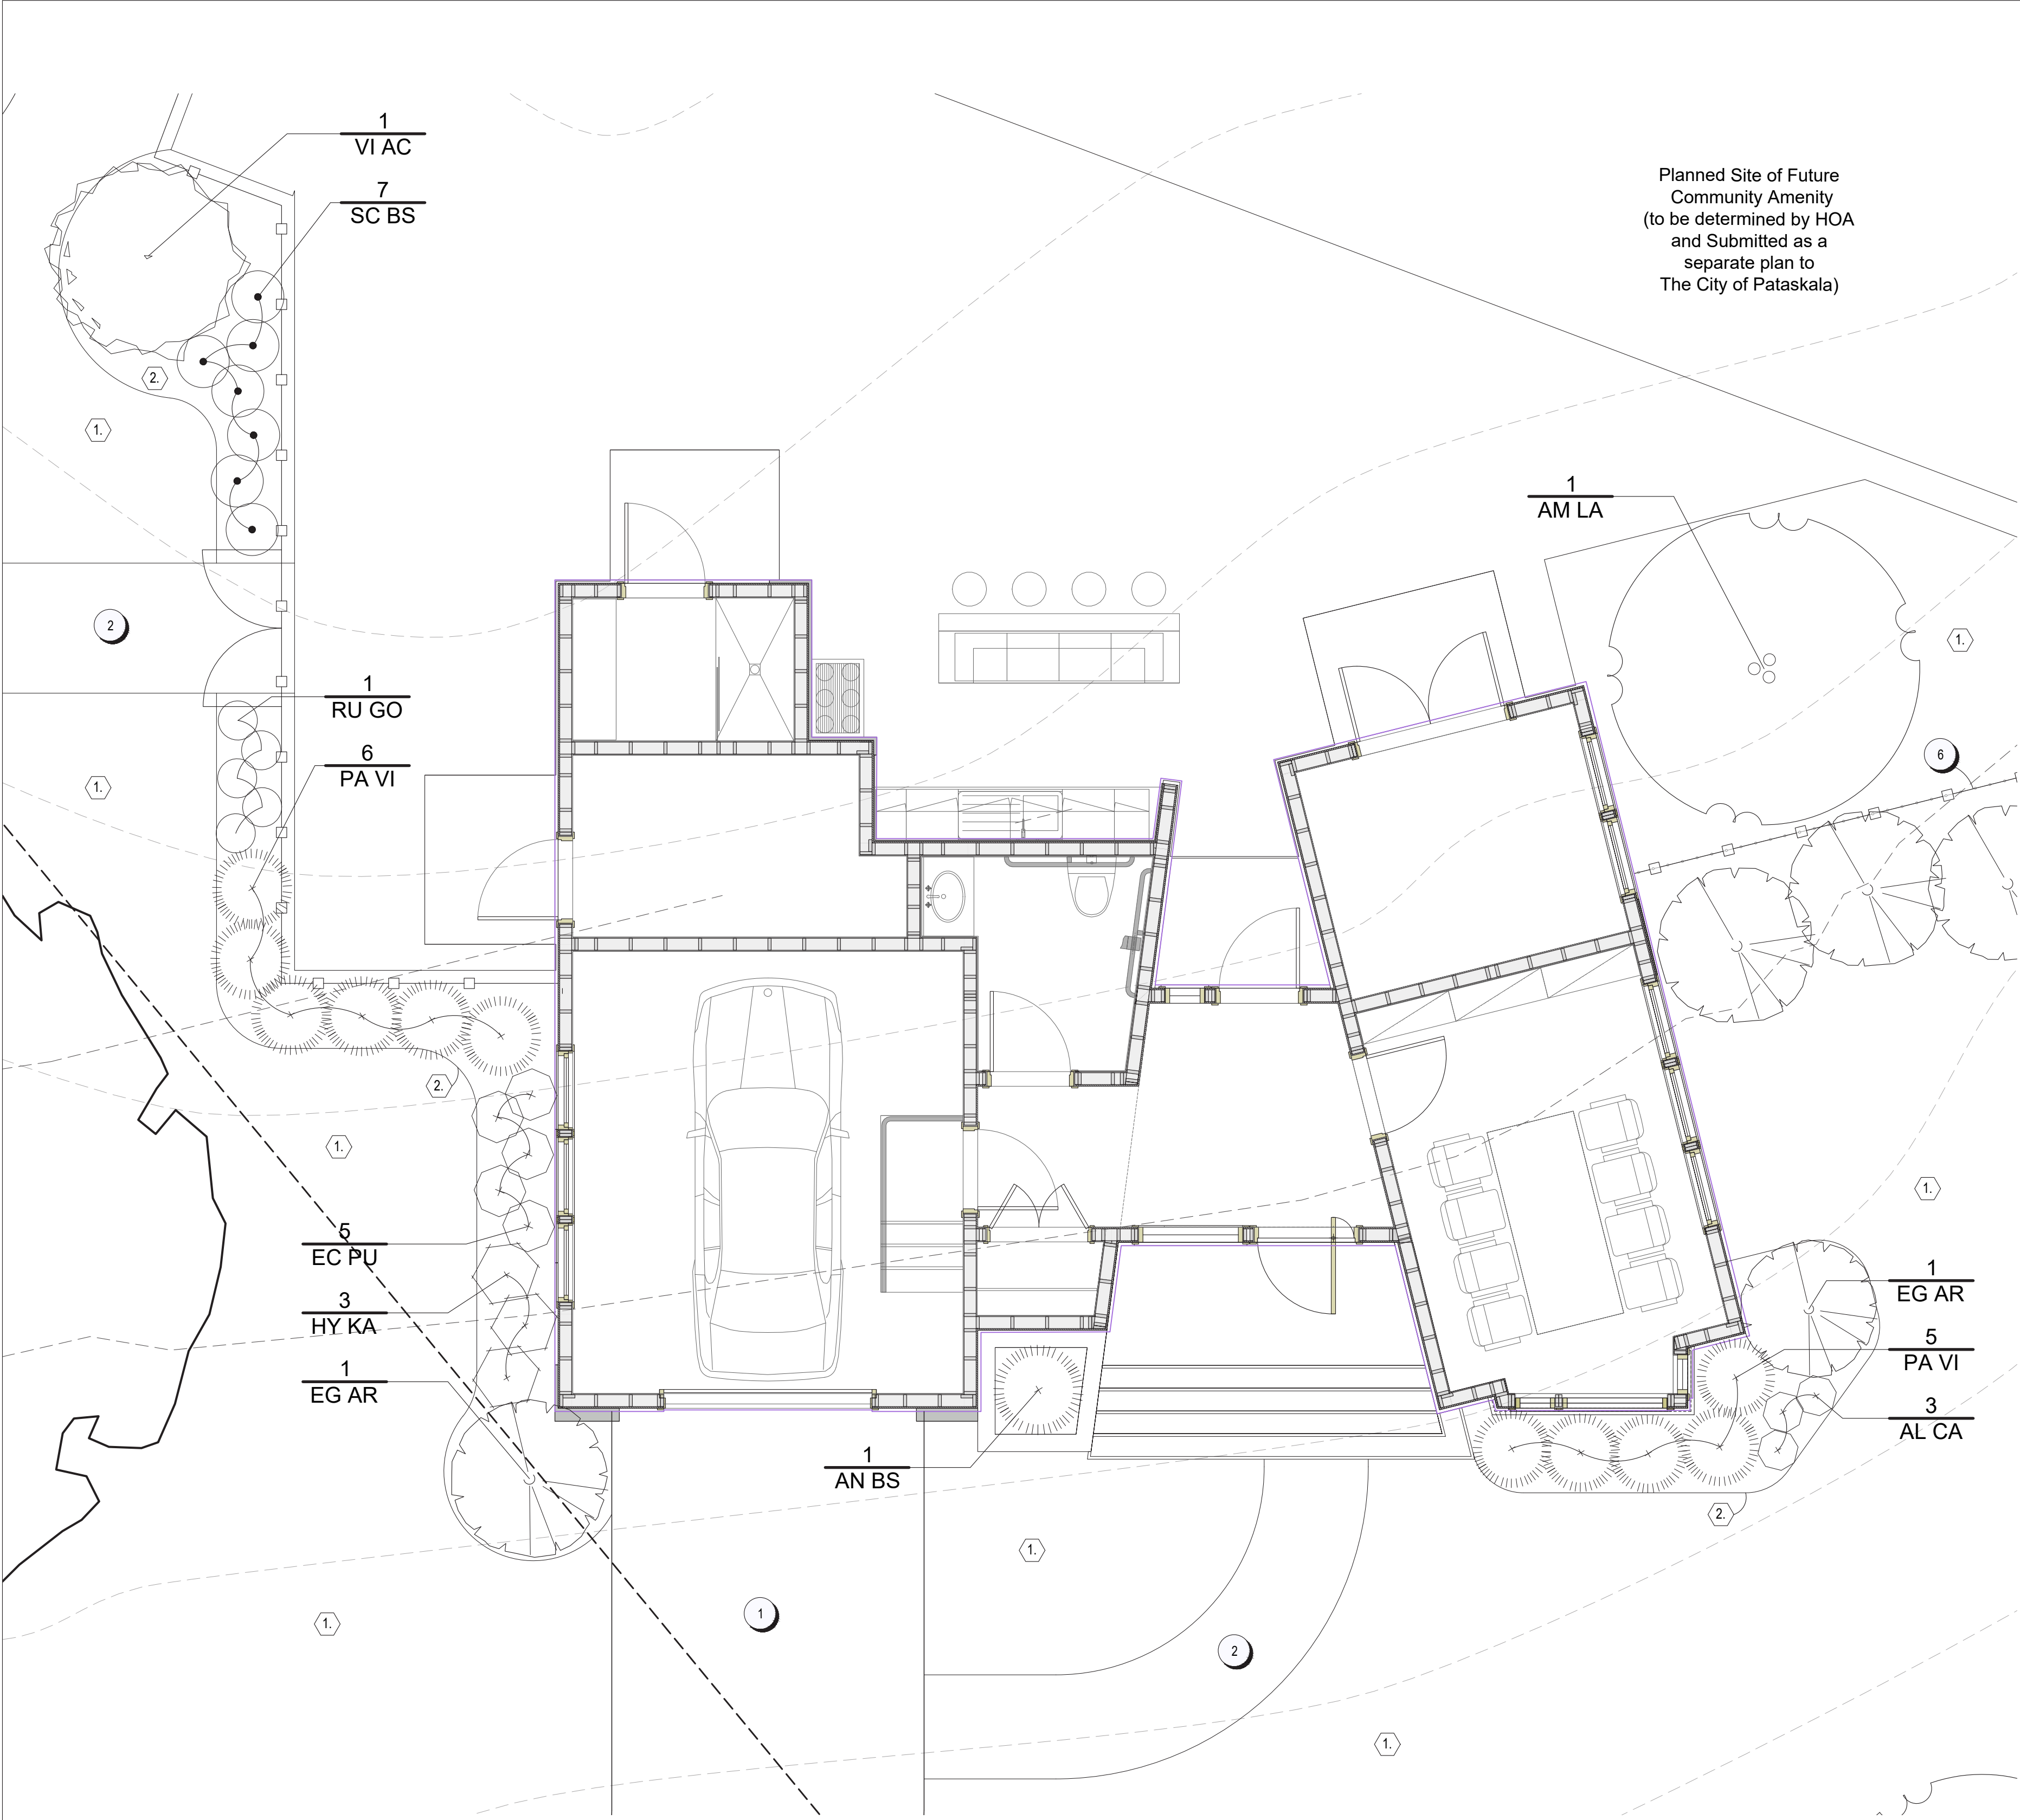 1
VI AC
7
SC BS
Planned Site of Future
Community Amenity
(to be determined by HOA
and Submitted as a
separate plan to
The City of Pataskala)
2.
1.
1
AM LA
2
1.
1
RU GO
6
PA VI
6
1.
2.
1.
1.
5
EC PU
3
HY KA
1
EG AR
1
EG AR
5
PA VI
3
AL CA
1
AN BS
2.
1.
1.
1
2
1.